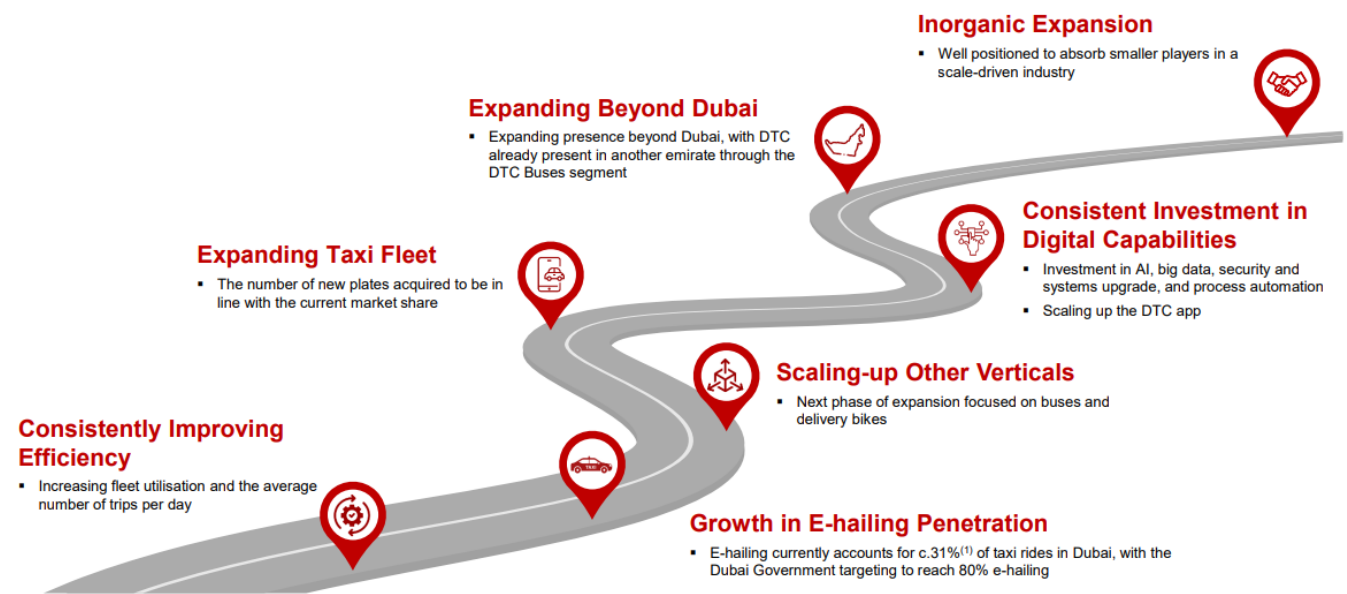 Inorganic Expansion
▪ Well positioned to absorb smaller players in a
scale-driven industry
Expanding Beyond Dubai
▪ Expanding presence beyond Dubai, with DTC
already present in another emirate through the
DTC Buses segment
Consistent Investment in
Digital Capabilities
▪ Investment in AI, big data, security and
systems upgrade, and process automation
▪ Scaling up the DTC app
Expanding Taxi Fleet
▪ The number of new plates acquired to be in
line with the current market share
Scaling-up Other Verticals
▪ Next phase of expansion focused on buses and
delivery bikes
Consistently Improving
Efficiency
▪ Increasing fleet utilisation and the average
number of trips per day
TAXI
Growth in E-hailing Penetration
▪ E-hailing currently accounts for c.31%(1) of taxi rides in Dubai, with the
Dubai Government targeting to reach 80% e-hailing